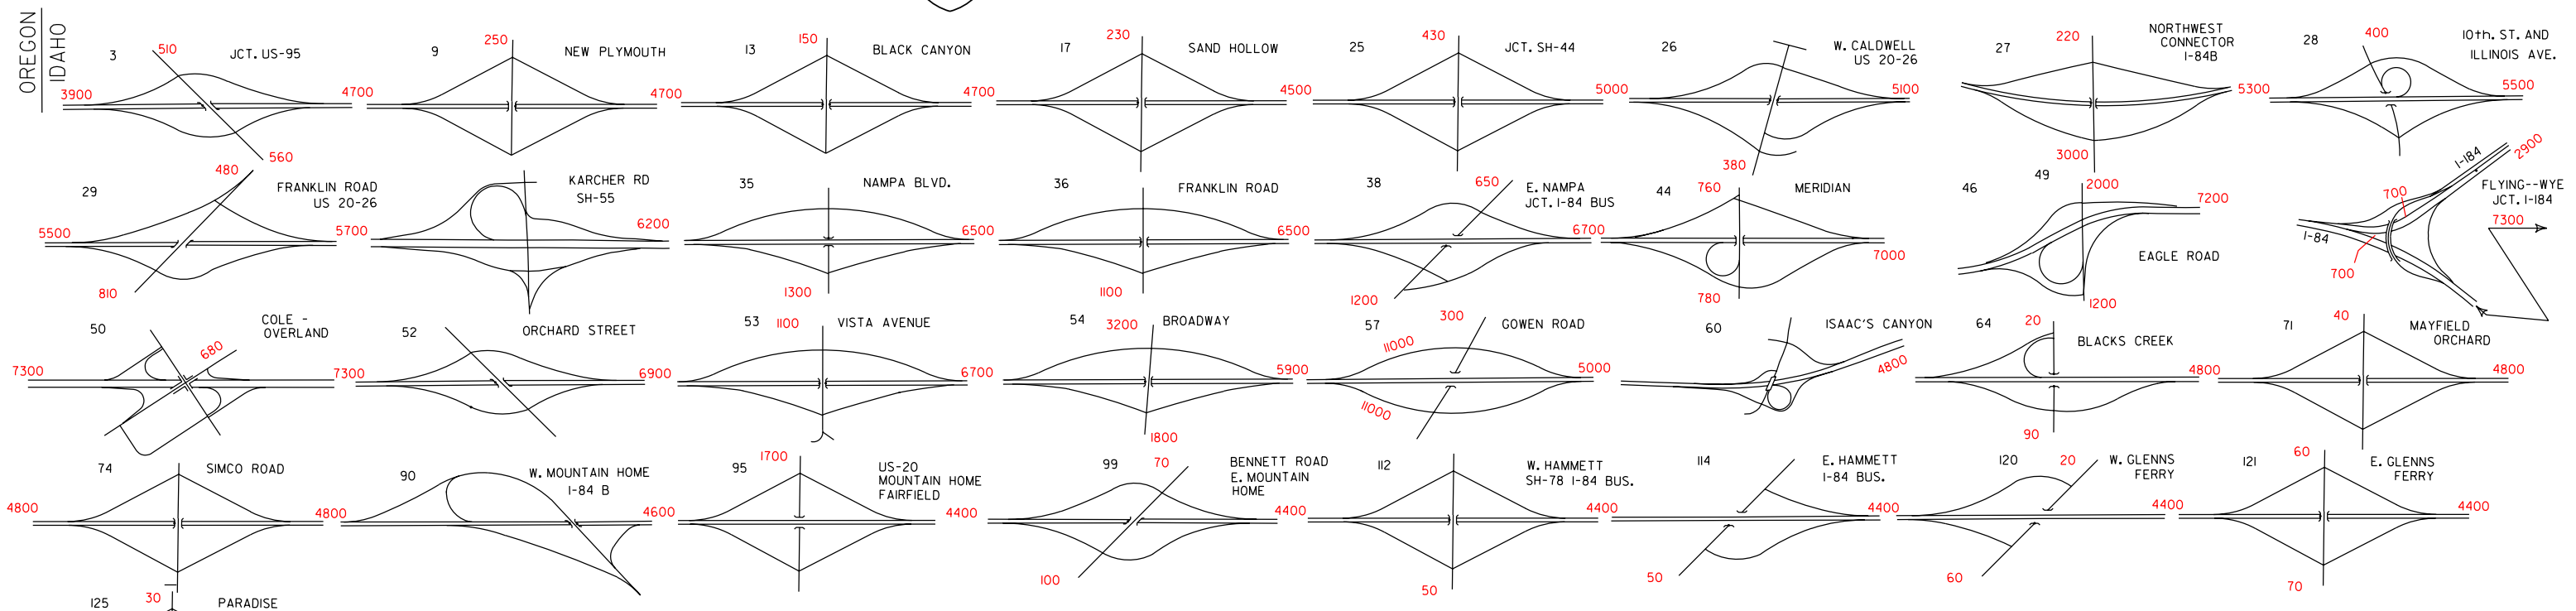 OREGON
IDAHO
3
510
JCT. US-95
3900
4700
560
9
250
NEW PLYMOUTH
4700
13
150
BLACK CANYON
4700
17
230
SAND HOLLOW
4500
25
430
JCT. SH-44
5000
26
W. CALDWELL
US 20-26
5100
380
27
220
NORTHWEST
CONNECTOR
I-84B
5300
3000
28
400
10th. ST. AND
ILLINOIS AVE.
5500
29
480
FRANKLIN ROAD
US 20-26
5500
5700
810
KARCHER RD
SH-55
6200
35
NAMPA BLVD.
6500
1300
36
FRANKLIN ROAD
6500
1100
38
650
E. NAMPA
JCT. I-84 BUS
6700
1200
44
760
MERIDIAN
7000
780
46
49
2000
7200
EAGLE ROAD
1200
I-184
2900
FLYING--WYE
JCT. I-184
700
7300
I-84
700
50
COLE -
OVERLAND
680
7300
7300
52
ORCHARD STREET
6900
53
1100
VISTA AVENUE
6700
54
3200
BROADWAY
5900
1800
57
300
GOWEN ROAD
11000
5000
11000
60
ISAAC'S CANYON
4800
64
20
BLACKS CREEK
4800
90
71
40
MAYFIELD
ORCHARD
4800
74
SIMCO ROAD
4800
4800
90
W. MOUNTAIN HOME
I-84 B
4600
95
1700
US-20
MOUNTAIN HOME
FAIRFIELD
4400
99
70
BENNETT ROAD
E. MOUNTAIN
HOME
4400
100
112
W. HAMMETT
SH-78 I-84 BUS.
4400
50
114
E. HAMMETT
I-84 BUS.
4400
50
120
20
W. GLENNS
FERRY
4400
60
121
60
E. GLENNS
FERRY
4400
70
125
30
PARADISE